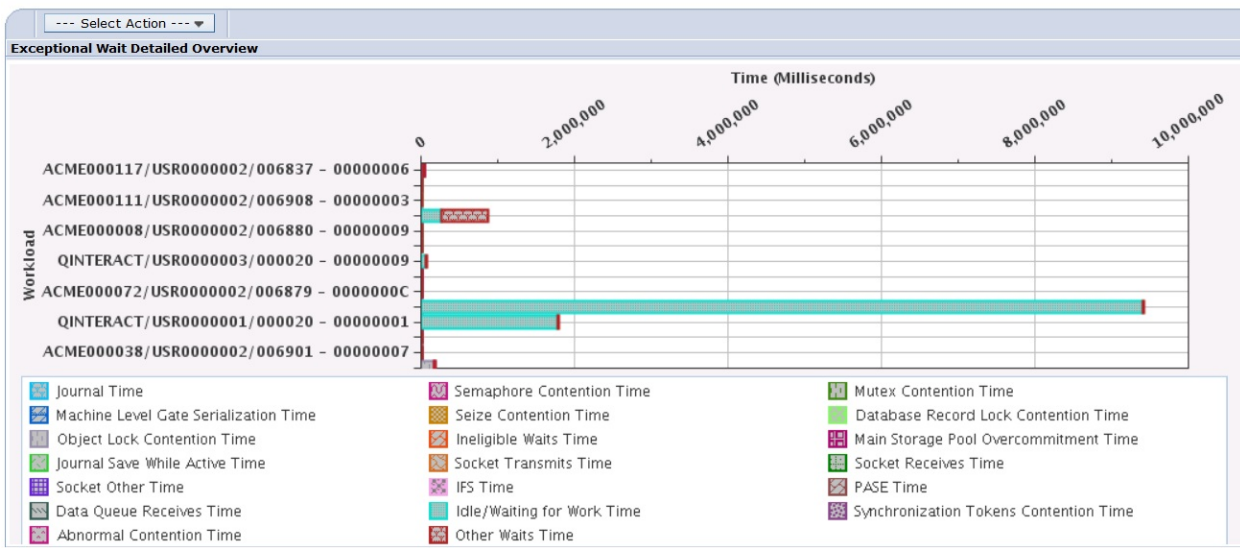 --- Select Action ---
Exceptional Wait Detailed Overview
Time (Milliseconds)
0 2,000,000 4,000,000 6,000,000 8,000,000 10,000,000
Workload
ACME000117/USR0000002/006837 - 00000006
ACME000111/USR0000002/006908 - 00000003
ACME000008/USR0000002/006880 - 00000009
QINTERACT/USR0000003/000020 - 00000009
ACME000072/USR0000002/006879 - 0000000C
QINTERACT/USR0000001/000020 - 00000001
ACME000038/USR0000002/006901 - 00000007
Journal Time Semaphore Contention Time Mutex Contention Time
Machine Level Gate Serialization Time Seize Contention Time Database Record Lock Contention Time
Object Lock Contention Time Ineligible Waits Time Main Storage Pool Overcommitment Time
Journal Save While Active Time Socket Transmits Time Socket Receives Time
Socket Other Time IFS Time PASE Time
Data Queue Receives Time Idle/Waiting for Work Time Synchronization Tokens Contention Time
Abnormal Contention Time Other Waits Time